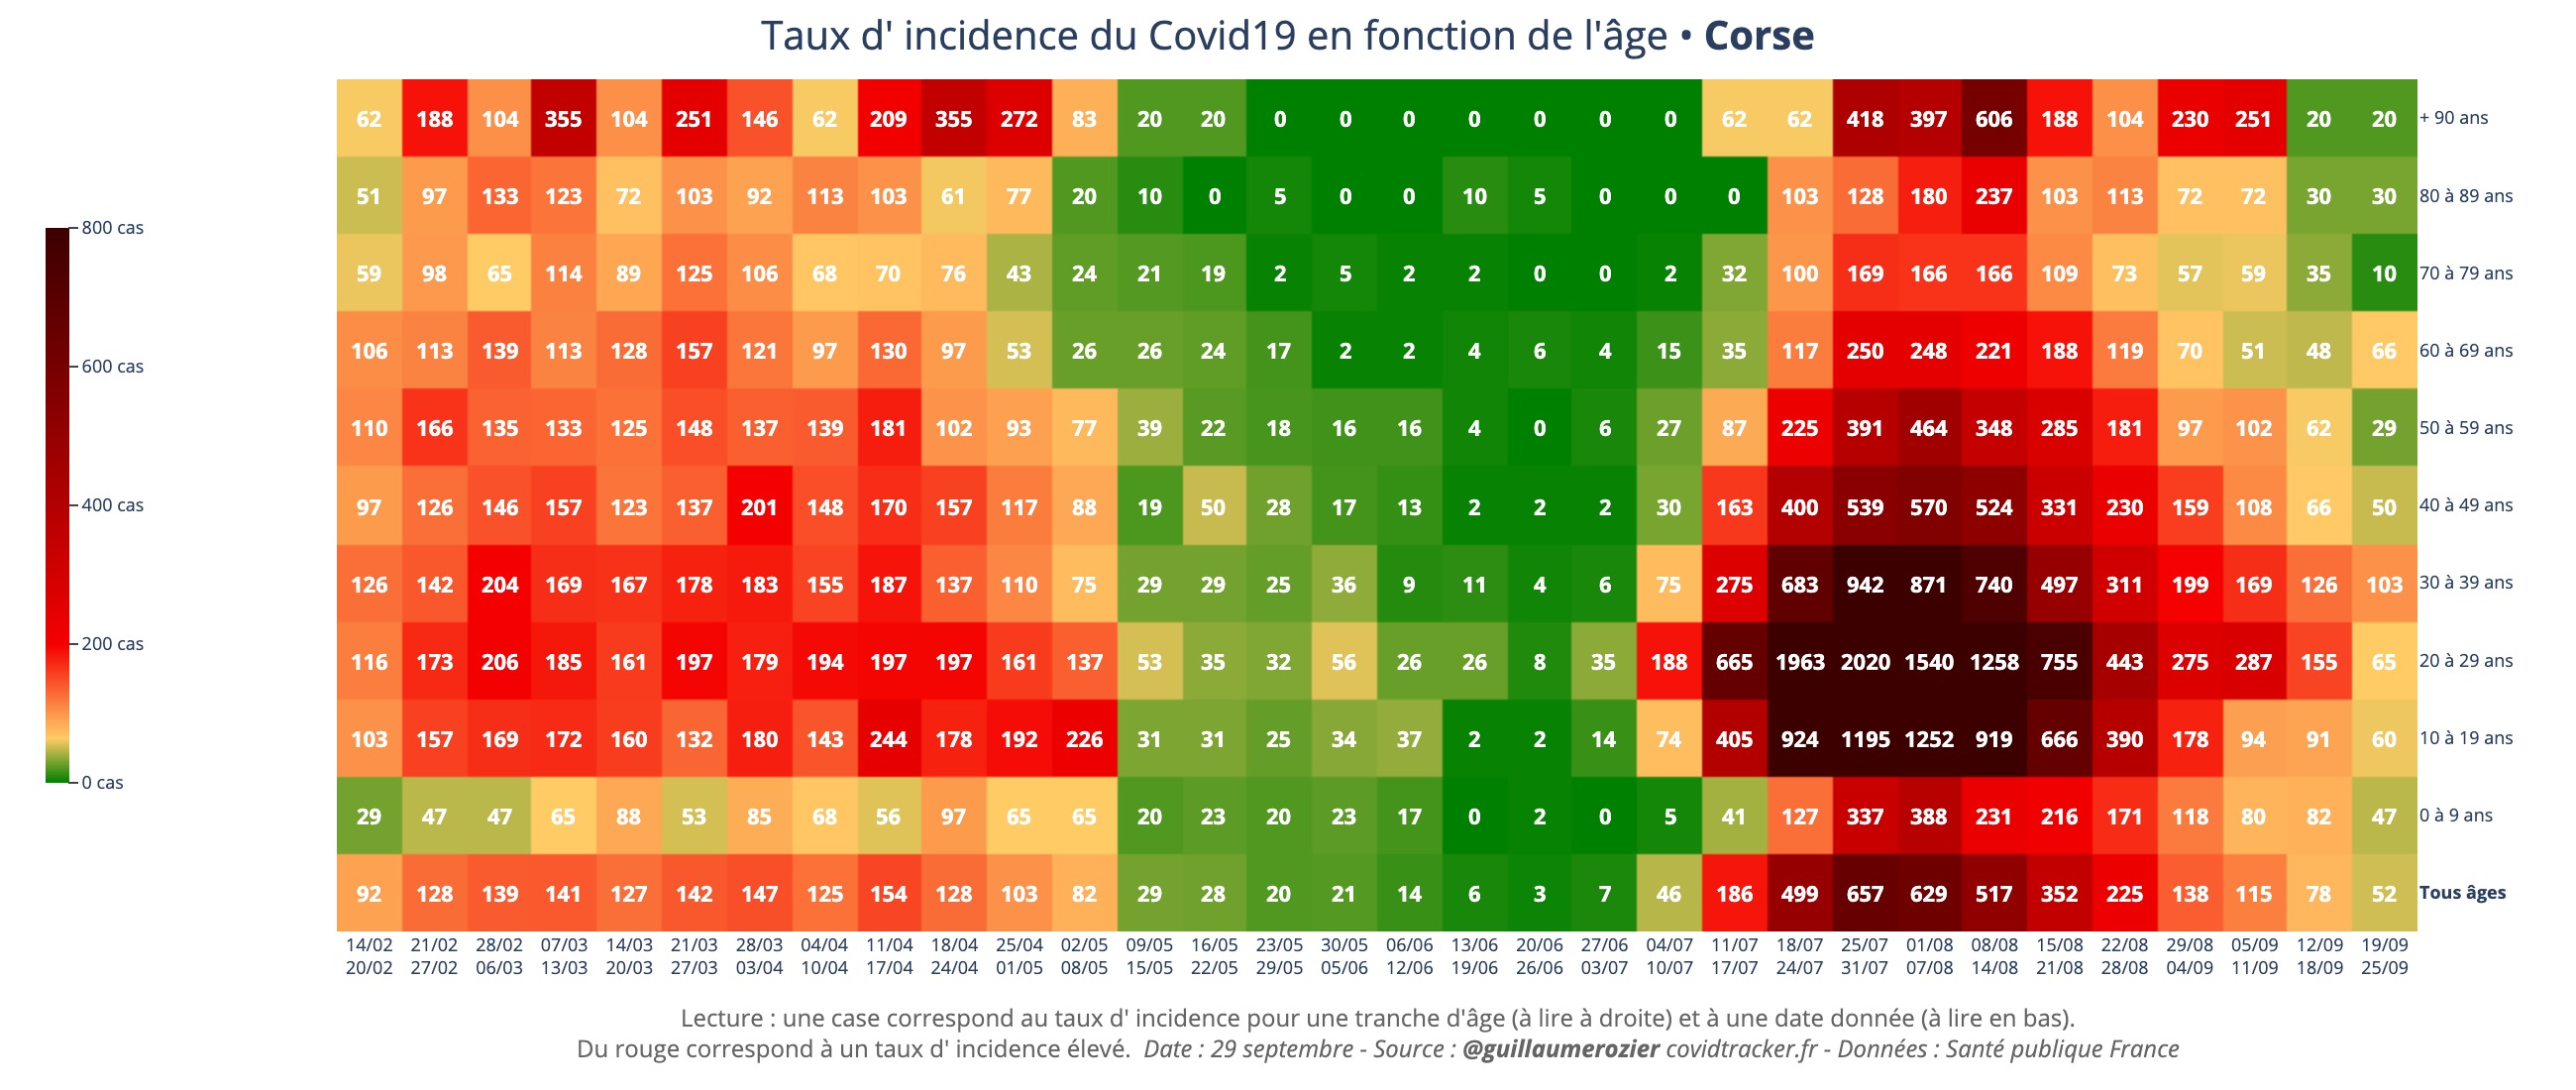 Taux d' incidence du Covid19 en fonction de l'âge • Corse
62 188 104 355 104 251 146 62 209 355 272 83 20 20 0 0 0 0 0 0 0 62 62 418 397 606 188 104 230 251 20 20 + 90 ans
51 97 133 123 72 103 92 113 103 61 77 20 10 0 5 0 0 10 5 0 0 0 103 128 180 237 103 113 72 72 30 30 80 à 89 ans
800 cas
59 98 65 114 89 125 106 68 70 76 43 24 21 19 2 5 2 2 0 0 2 32 100 169 166 166 109 73 57 59 35 10 70 à 79 ans
106 113 139 113 128 157 121 97 130 97 53 26 26 24 17 2 2 4 6 4 15 35 117 250 248 221 188 119 70 51 48 66 60 à 69 ans
600 cas
110 166 135 133 125 148 137 139 181 102 93 77 39 22 18 16 16 4 0 6 27 87 225 391 464 348 285 181 97 102 62 29 50 à 59 ans
400 cas
97 126 146 157 123 137 201 148 170 157 117 88 19 50 28 17 13 2 2 2 30 163 400 539 570 524 331 230 159 108 66 50 40 à 49 ans
126 142 204 169 167 178 183 155 187 137 110 75 29 29 25 36 9 11 4 6 75 275 683 942 871 740 497 311 199 169 126 103 30 à 39 ans
200 cas
116 173 206 185 161 197 179 194 197 197 161 137 53 35 32 56 26 26 8 35 188 665 1963 2020 1540 1258 755 443 275 287 155 65 20 à 29 ans
103 157 169 172 160 132 180 143 244 178 192 226 31 31 25 34 37 2 2 14 74 405 924 1195 1252 919 666 390 178 94 91 60 10 à 19 ans
0 cas
29 47 47 65 88 53 85 68 56 97 65 65 20 23 20 23 17 0 2 0 5 41 127 337 388 231 216 171 118 80 82 47 0 à 9 ans
92 128 139 141 127 142 147 125 154 128 103 82 29 28 20 21 14 6 3 7 46 186 499 657 629 517 352 225 138 115 78 52 Tous âges
14/02 21/02 28/02 07/03 14/03 21/03 28/03 04/04 11/04 18/04 25/04 02/05 09/05 16/05 23/05 30/05 06/06 13/06 20/06 27/06 04/07 11/07 18/07 25/07 01/08 08/08 15/08 22/08 29/08 05/09 12/09 19/09
20/02 27/02 06/03 13/03 20/03 27/03 03/04 10/04 17/04 24/04 01/05 08/05 15/05 22/05 29/05 05/06 12/06 19/06 26/06 03/07 10/07 17/07 24/07 31/07 07/08 14/08 21/08 28/08 04/09 11/09 18/09 25/09
Lecture : une case correspond au taux d' incidence pour une tranche d'âge (à lire à droite) et à une date donnée (à lire en bas).
Du rouge correspond à un taux d' incidence élevé. Date : 29 septembre - Source : @guillaumerozier covidtracker.fr - Données : Santé publique France